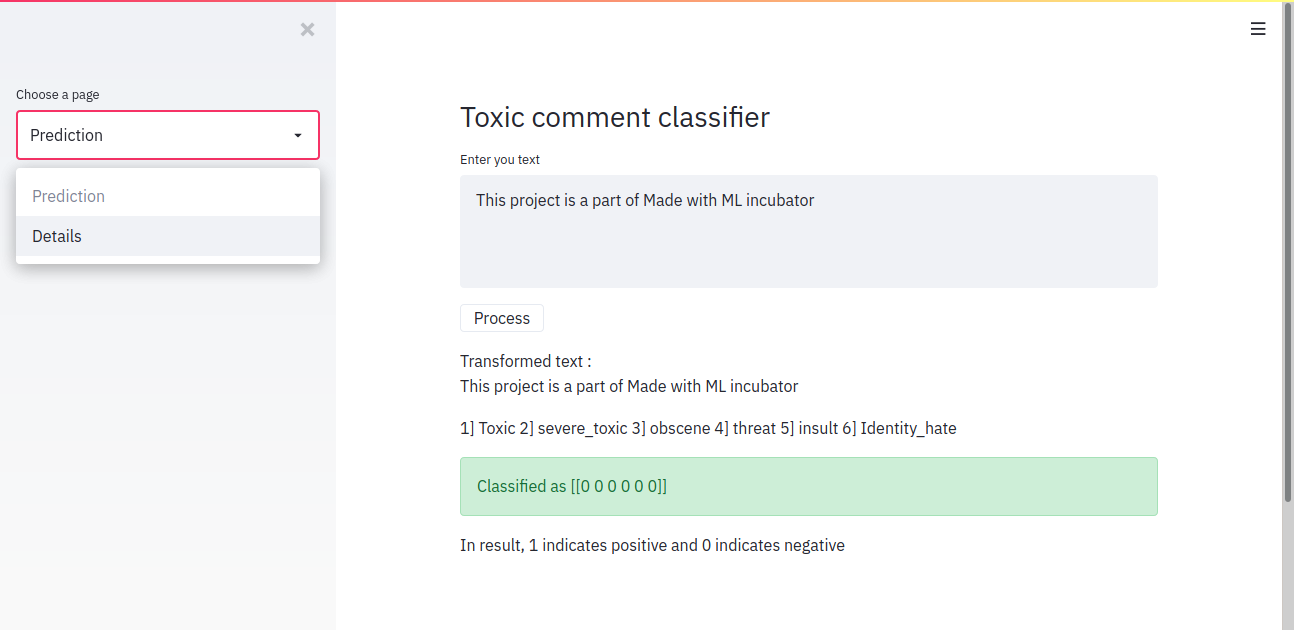 Choose a page
Prediction
Prediction
Details
Toxic comment classifier
Enter you text
This project is a part of Made with ML incubator
Process
Transformed text :
This project is a part of Made with ML incubator
1] Toxic 2] severe_toxic 3] obscene 4] threat 5] insult 6] Identity_hate
Classified as [[0 0 0 0 0 0]]
In result, 1 indicates positive and 0 indicates negative